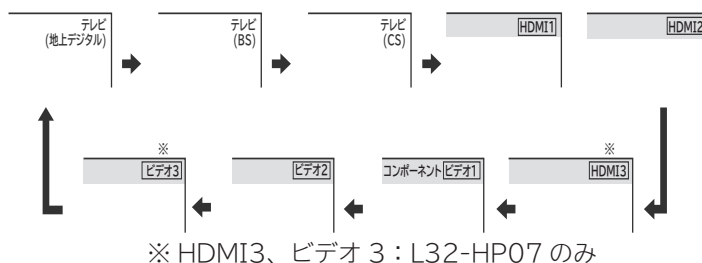 テレビ
(地上デジタル)
テレビ
(BS)
テレビ
(CS)
HDMI1
HDMI2
※
ビデオ3
ビデオ2
コンポーネント ビデオ1
※
HDMI3
※ HDMI3、ビデオ 3：L32-HP07 のみ